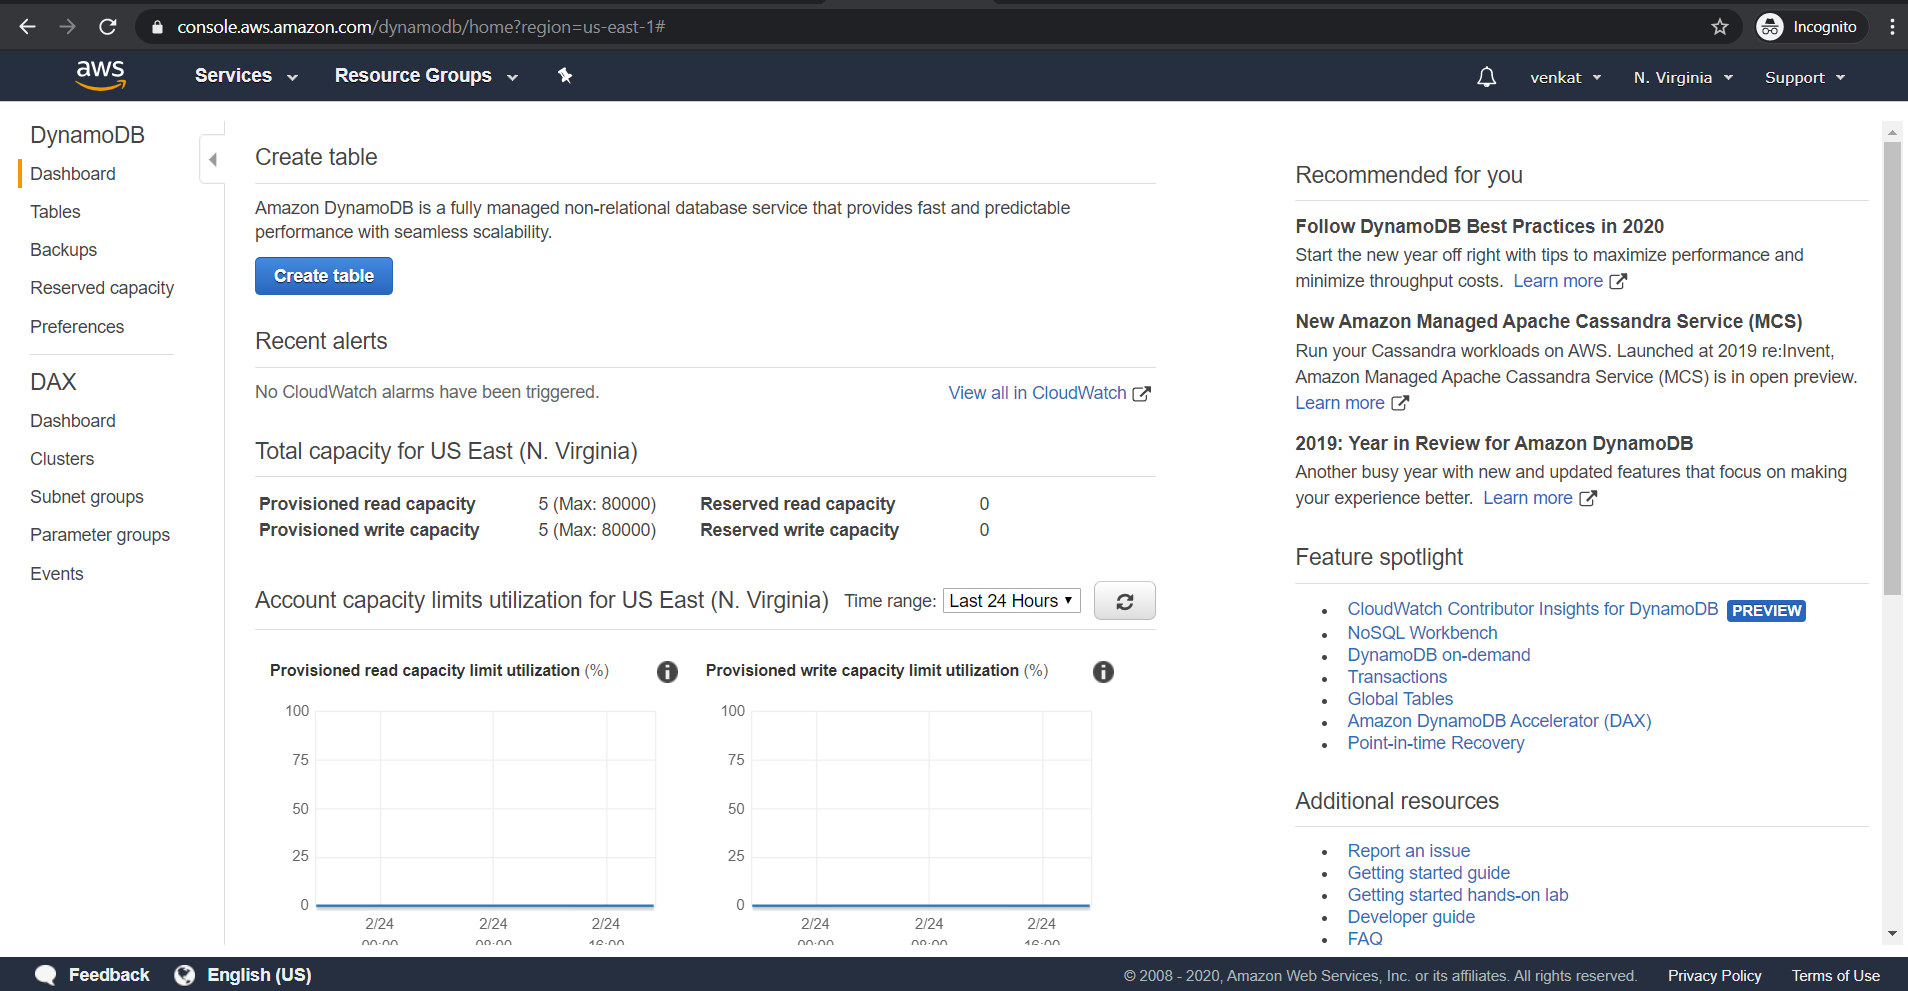 console.aws.amazon.com/dynamodb/home?region=us-east-1#
Incognito
aws
Services
Resource Groups
venkat
N. Virginia
Support
DynamoDB
Dashboard
Tables
Backups
Reserved capacity
Preferences
DAX
Dashboard
Clusters
Subnet groups
Parameter groups
Events
Create table
Amazon DynamoDB is a fully managed non-relational database service that provides fast and predictable
performance with seamless scalability.
Create table
Recent alerts
No CloudWatch alarms have been triggered.
View all in CloudWatch
Total capacity for US East (N. Virginia)
Provisioned read capacity 5 (Max: 80000) Reserved read capacity 0
Provisioned write capacity 5 (Max: 80000) Reserved write capacity 0
Account capacity limits utilization for US East (N. Virginia) Time range: Last 24 Hours
Provisioned read capacity limit utilization (%)
100
75
50
25
0
2/24 2/24 2/24
00:00 08:00 16:00
Provisioned write capacity limit utilization (%)
100
75
50
25
0
2/24 2/24 2/24
00:00 08:00 16:00
Recommended for you
Follow DynamoDB Best Practices in 2020
Start the new year off right with tips to maximize performance and
minimize throughput costs. Learn more
New Amazon Managed Apache Cassandra Service (MCS)
Run your Cassandra workloads on AWS. Launched at 2019 re:Invent,
Amazon Managed Apache Cassandra Service (MCS) is in open preview.
Learn more
2019: Year in Review for Amazon DynamoDB
Another busy year with new and updated features that focus on making
your experience better. Learn more
Feature spotlight
CloudWatch Contributor Insights for DynamoDB PREVIEW
NoSQL Workbench
DynamoDB on-demand
Transactions
Global Tables
Amazon DynamoDB Accelerator (DAX)
Point-in-time Recovery
Additional resources
Report an issue
Getting started guide
Getting started hands-on lab
Developer guide
FAQ
Feedback
English (US)
© 2008 - 2020, Amazon Web Services, Inc. or its affiliates. All rights reserved.
Privacy Policy
Terms of Use